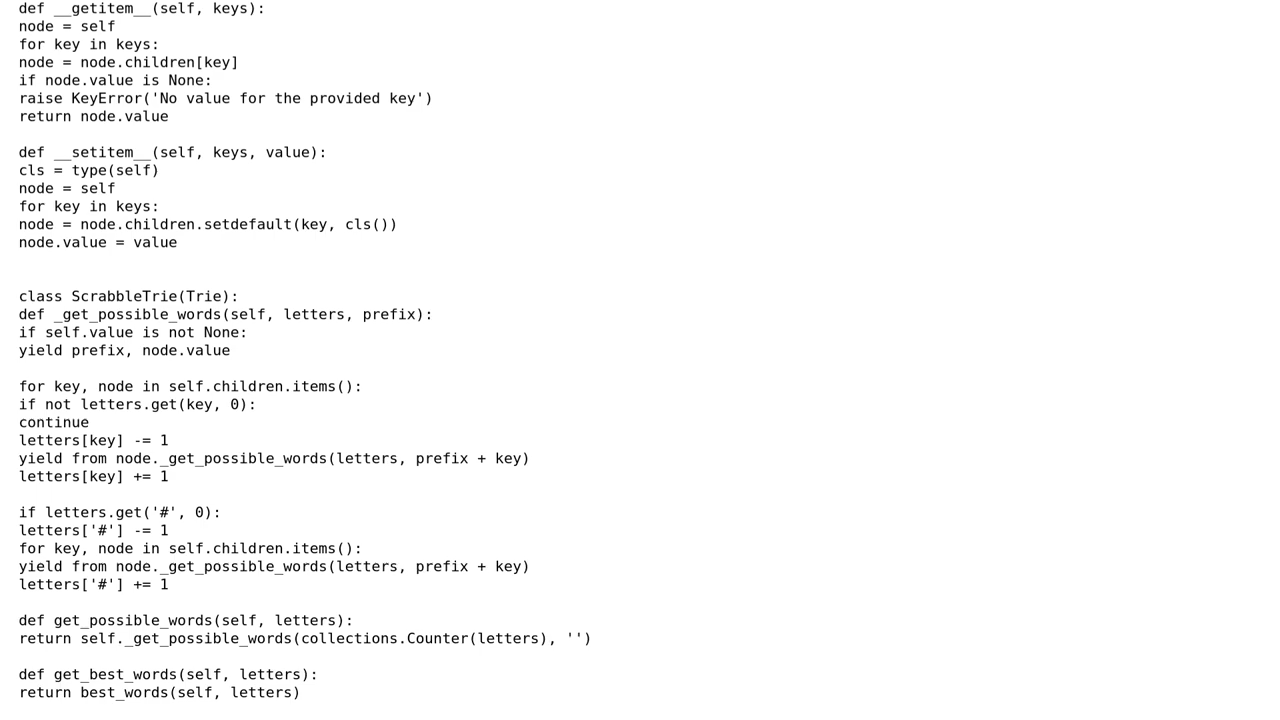 def __getitem__(self, keys):
node = self
for key in keys:
node = node.children[key]
if node.value is None:
raise KeyError('No value for the provided key')
return node.value
def __setitem__(self, keys, value):
cls = type(self)
node = self
for key in keys:
node = node.children.setdefault(key, cls())
node.value = value
class ScrabbleTrie(Trie):
def _get_possible_words(self, letters, prefix):
if self.value is not None:
yield prefix, node.value
for key, node in self.children.items():
if not letters.get(key, 0):
continue
letters[key] -= 1
yield from node._get_possible_words(letters, prefix + key)
letters[key] += 1
if letters.get('#', 0):
letters['#'] -= 1
for key, node in self.children.items():
yield from node._get_possible_words(letters, prefix + key)
letters['#'] += 1
def get_possible_words(self, letters):
return self._get_possible_words(collections.Counter(letters), '')
def get_best_words(self, letters):
return best_words(self, letters)